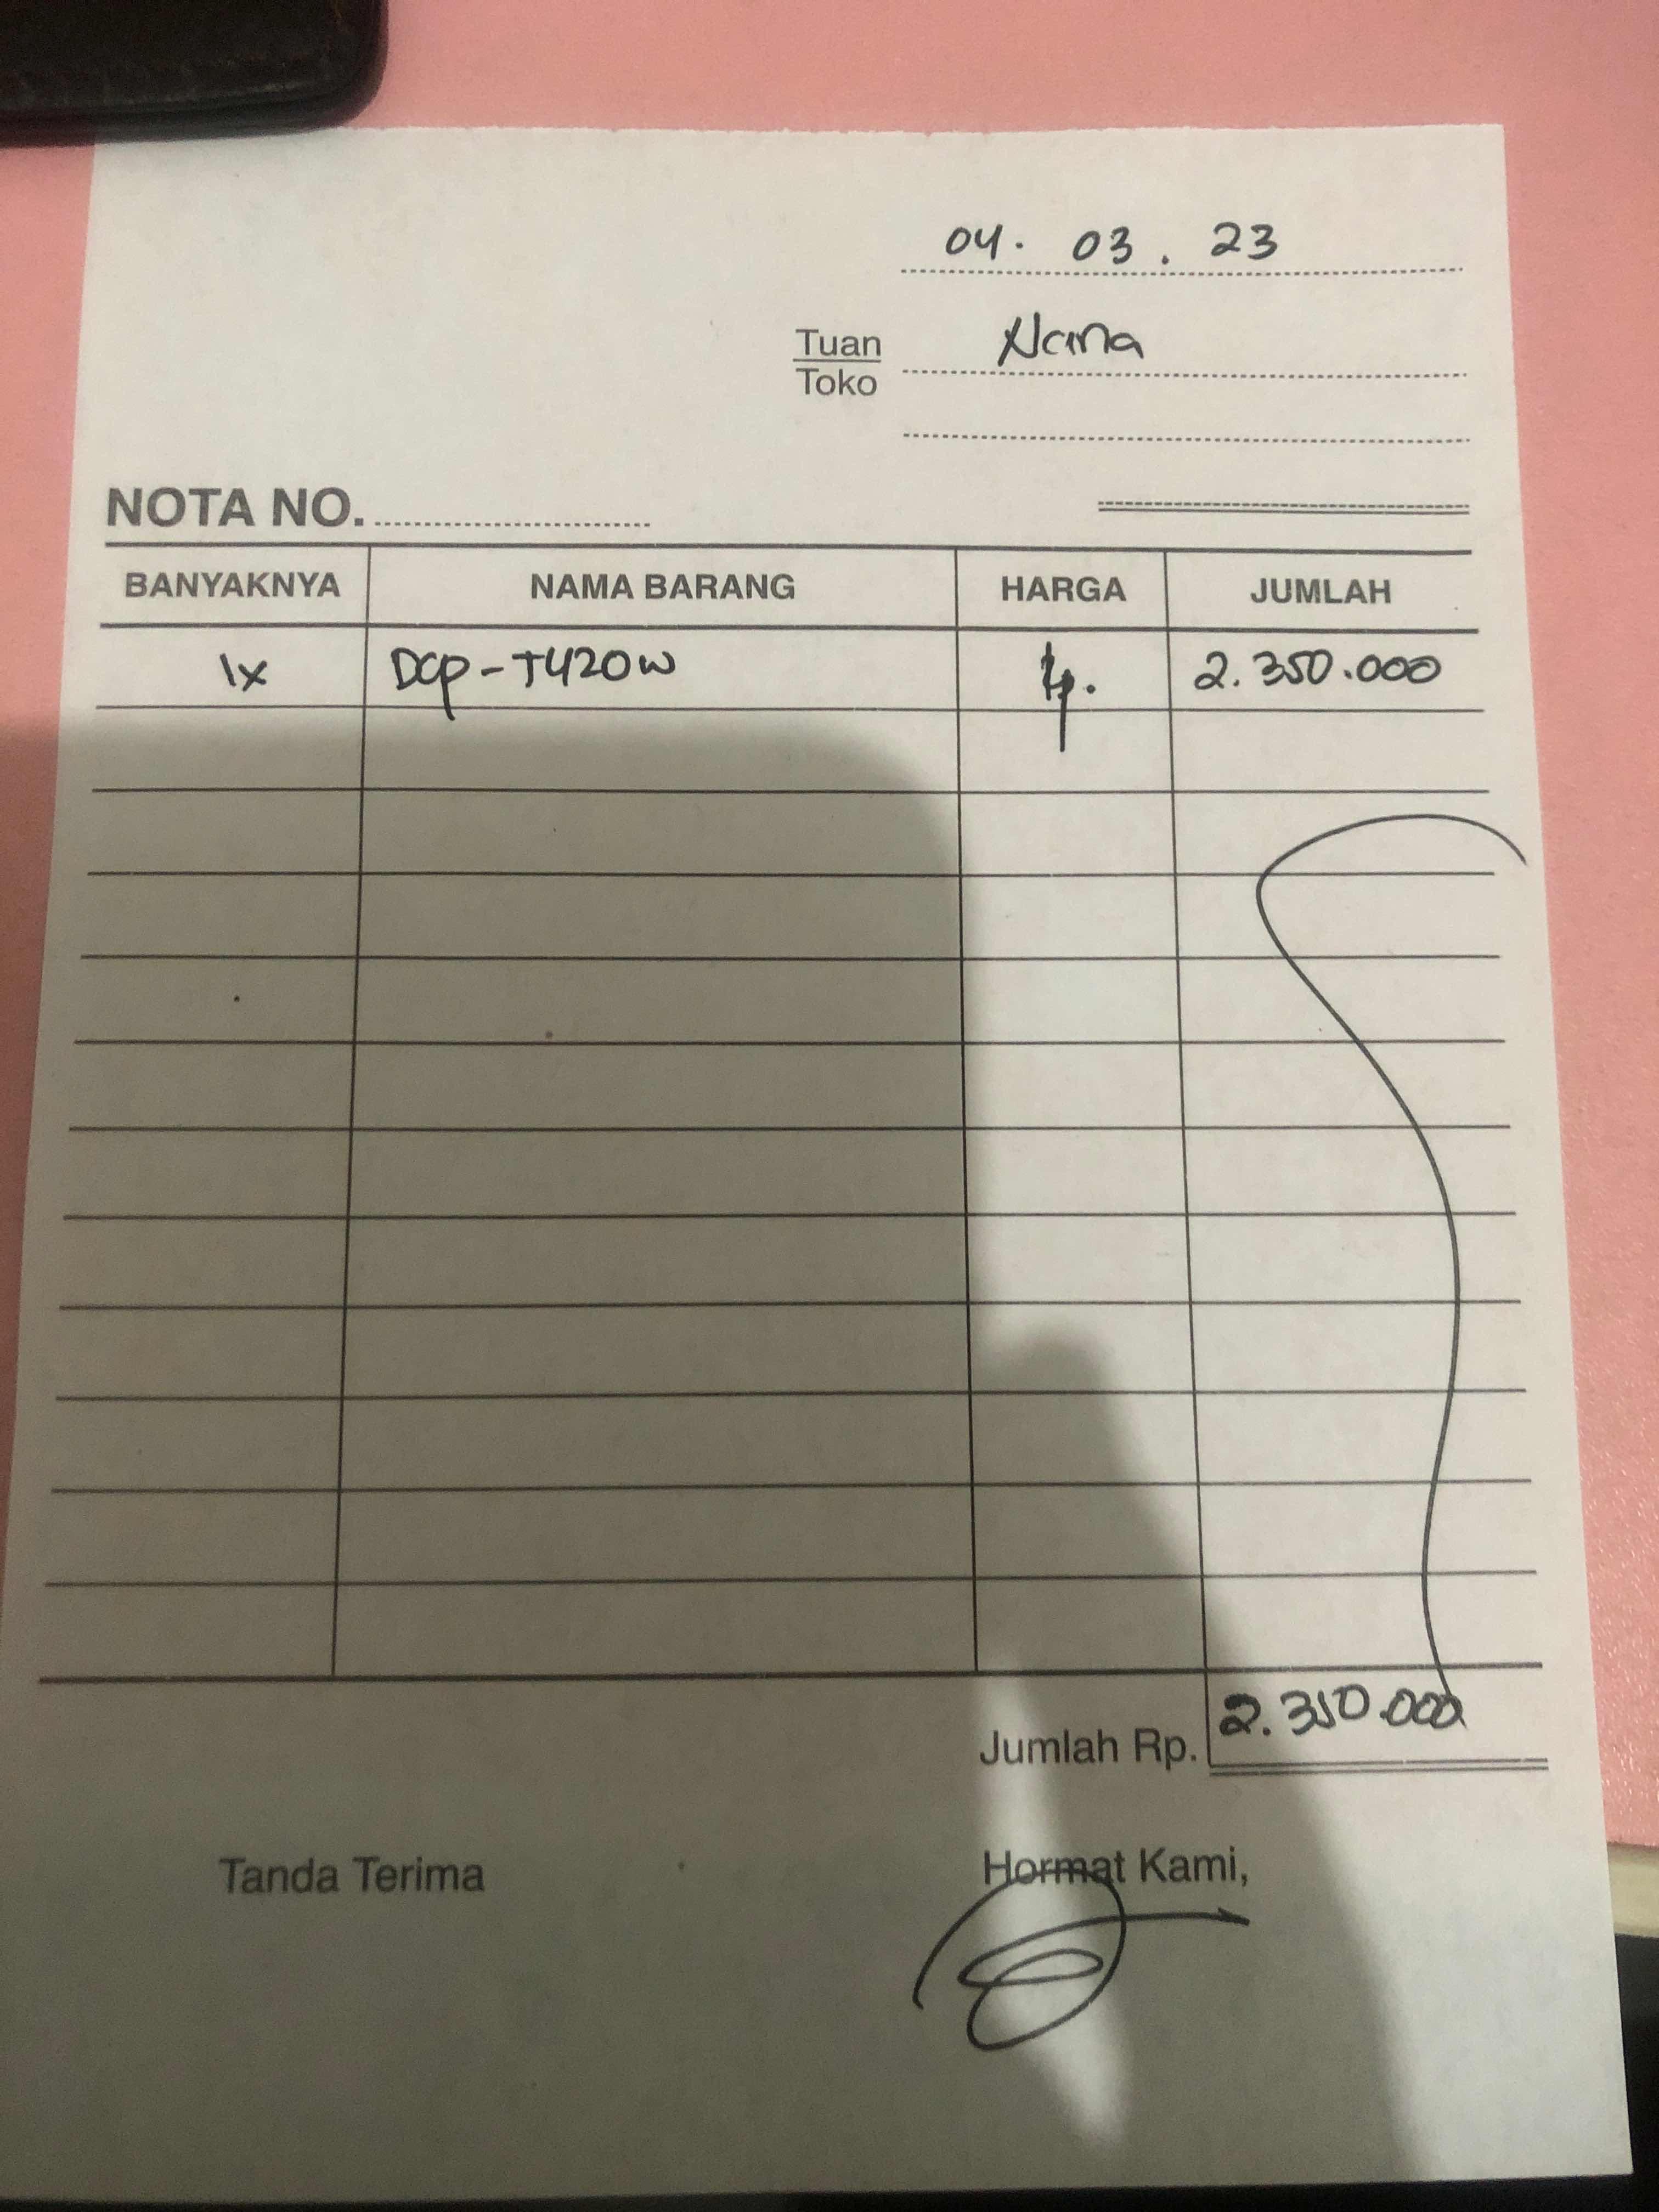 04. 03. 23
Tuan Nana
Toko
NOTA NO.
BANYAKNYA NAMA BARANG HARGA JUMLAH
1x DCP-T420W Rp. 2.350.000
Jumlah Rp. 2.350.000
Tanda Terima Hormat Kami,